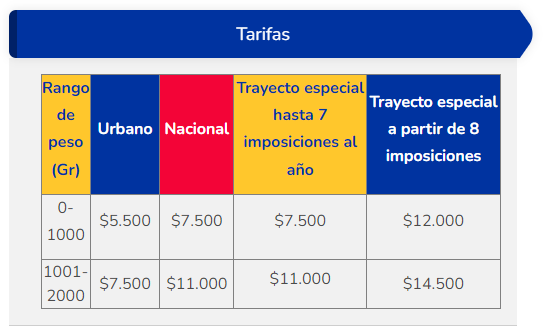 Tarifas
Rango
de
peso
(Gr)
Urbano
Nacional
Trayecto especial
hasta 7
imposiciones al
año
Trayecto especial
a partir de 8
imposiciones
0-
1000
$5.500
$7.500
$7.500
$12.000
1001-
2000
$7.500
$11.000
$11.000
$14.500